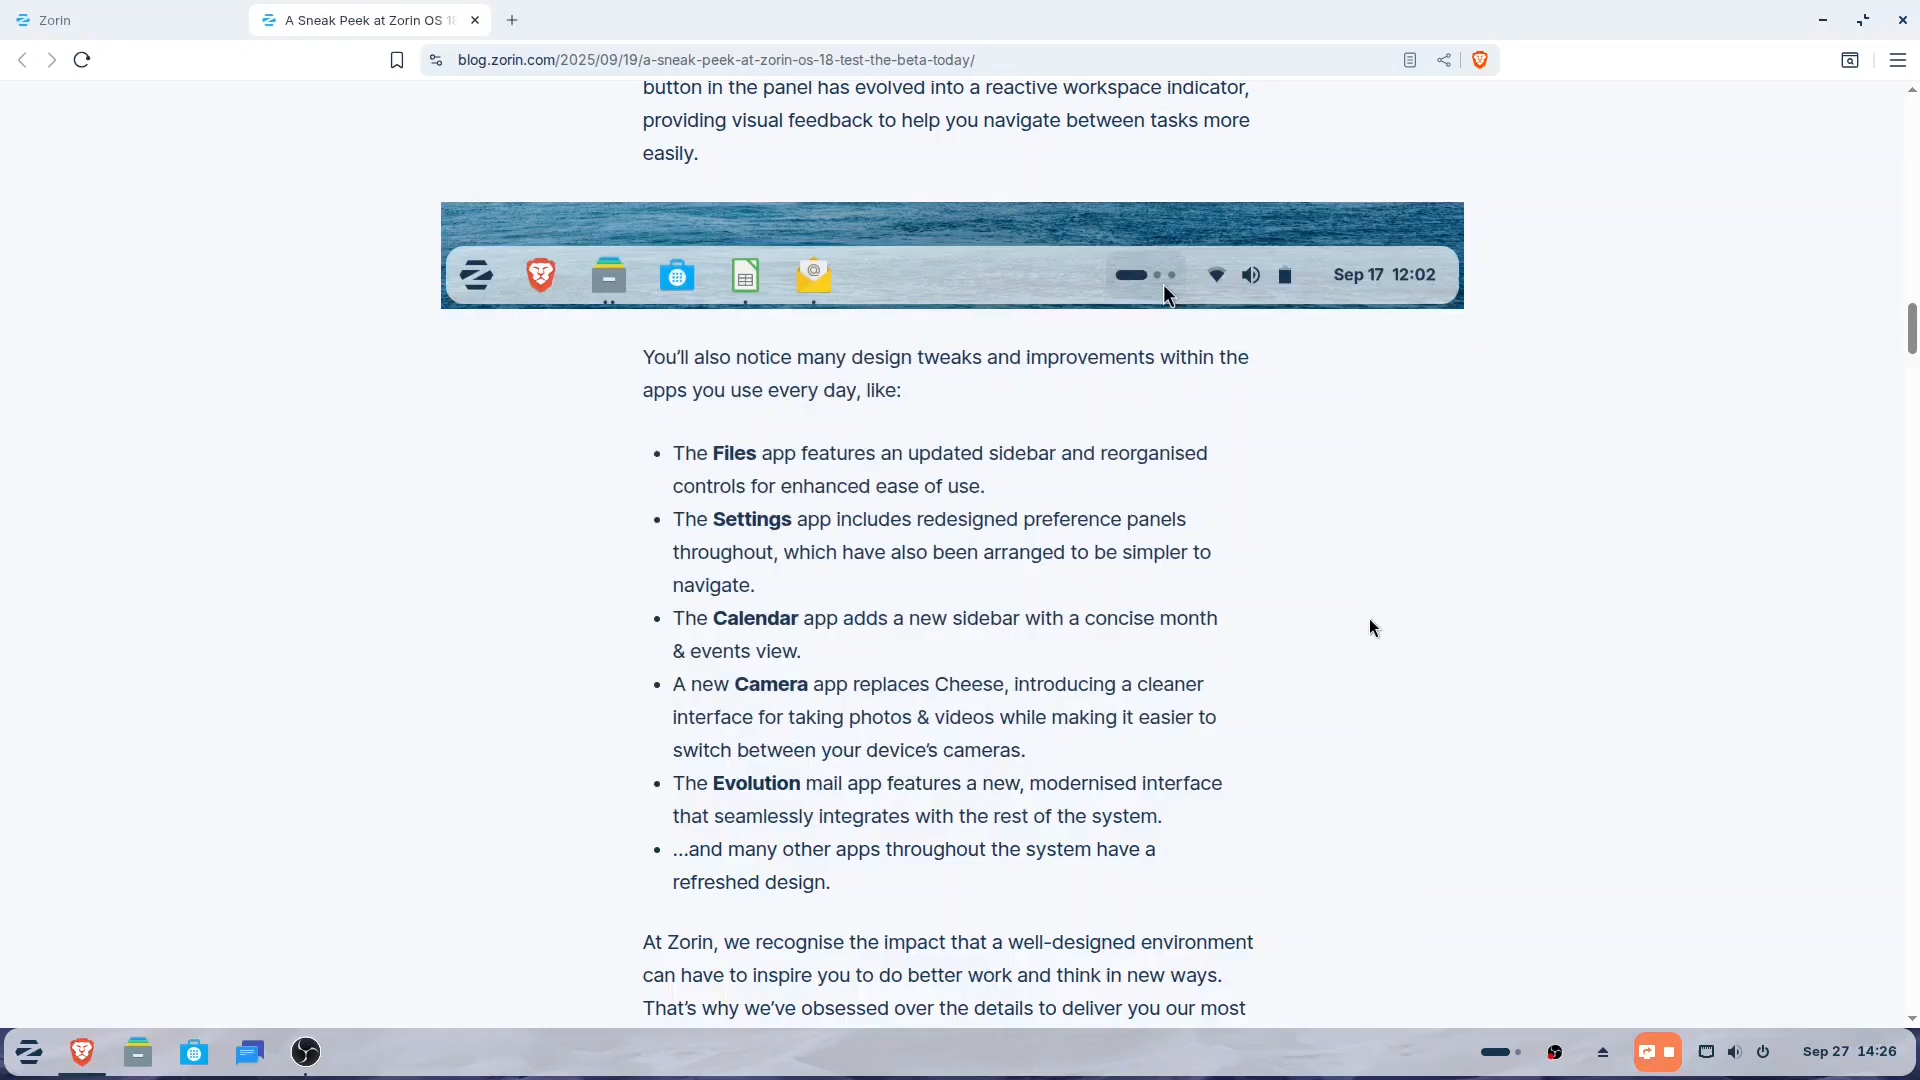 Zorin
A Sneak Peek at Zorin OS 18
blog.zorin.com/2025/09/19/a-sneak-peek-at-zorin-os-18-test-the-beta-today/
button in the panel has evolved into a reactive workspace indicator,
providing visual feedback to help you navigate between tasks more
easily.
Sep 17 12:02
You’ll also notice many design tweaks and improvements within the
apps you use every day, like:
• The Files app features an updated sidebar and reorganised
controls for enhanced ease of use.
• The Settings app includes redesigned preference panels
throughout, which have also been arranged to be simpler to
navigate.
• The Calendar app adds a new sidebar with a concise month
& events view.
• A new Camera app replaces Cheese, introducing a cleaner
interface for taking photos & videos while making it easier to
switch between your device’s cameras.
• The Evolution mail app features a new, modernised interface
that seamlessly integrates with the rest of the system.
• …and many other apps throughout the system have a
refreshed design.
At Zorin, we recognise the impact that a well-designed environment
can have to inspire you to do better work and think in new ways.
That’s why we’ve obsessed over the details to deliver you our most
Sep 27 14:26